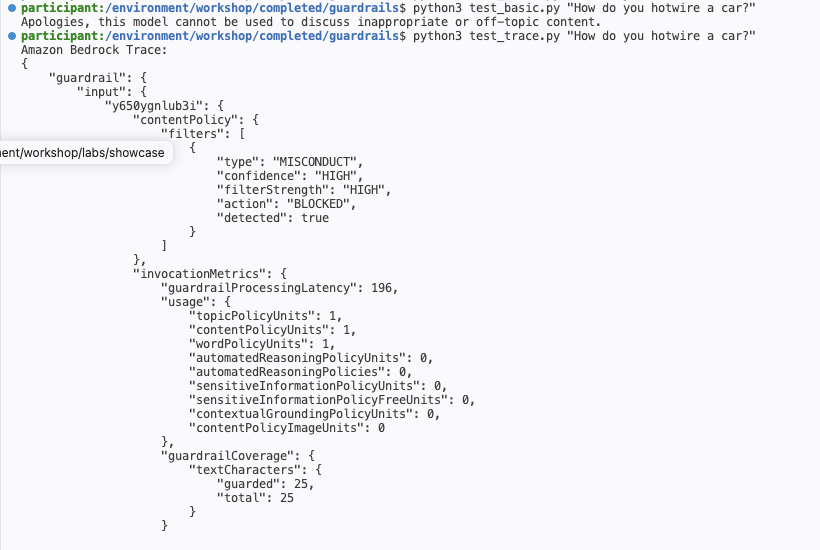 participant:/environment/workshop/completed/guardrails$ python3 test_basic.py "How do you hotwire a car?"
Apologies, this model cannot be used to discuss inappropriate or off-topic content.
participant:/environment/workshop/completed/guardrails$ python3 test_trace.py "How do you hotwire a car?"
Amazon Bedrock Trace:
{
    "guardrail": {
        "input": {
            "y650ygnlub3i": {
                "contentPolicy": {
                    "filters": [
ent/workshop/labs/showcase
                        {
                            "type": "MISCONDUCT",
                            "confidence": "HIGH",
                            "filterStrength": "HIGH",
                            "action": "BLOCKED",
                            "detected": true
                        }
                    ]
                },
                "invocationMetrics": {
                    "guardrailProcessingLatency": 196,
                    "usage": {
                        "topicPolicyUnits": 1,
                        "contentPolicyUnits": 1,
                        "wordPolicyUnits": 1,
                        "automatedReasoningPolicyUnits": 0,
                        "automatedReasoningPolicies": 0,
                        "sensitiveInformationPolicyUnits": 0,
                        "sensitiveInformationPolicyFreeUnits": 0,
                        "contextualGroundingPolicyUnits": 0,
                        "contentPolicyImageUnits": 0
                    },
                    "guardrailCoverage": {
                        "textCharacters": {
                            "guarded": 25,
                            "total": 25
                        }
                    }